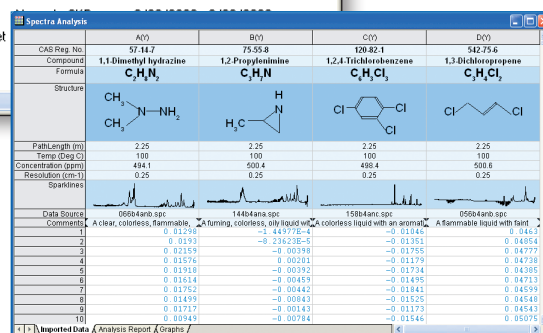 Spectra Analysis
A(Y) B(Y) C(Y) D(Y)
CAS Reg. No. 57-14-7 75-55-8 120-82-1 542-75-6
Compound 1,1-Dimethyl hydrazine 1,2-Propylenimine 1,2,4-Trichlorobenzene 1,3-Dichloropropene
Formula C2H8N2 C3H7N C6H3Cl3 C3H4Cl2
Structure
CH3 CH3 N NH2 H N H3C Cl Cl Cl Cl Cl
PathLength (m) 2.25 2.25 2.25 2.25
Temp (Deg C) 100 100 100 100
Concentration (ppm) 494.1 500.4 498.4 500.6
Resolution (cm-1) 0.25 0.25 0.25 0.25
Sparklines
Data Source 066b4anb.spc 144b4ana.spc 158b4anc.spc 056b4anb.spc
Comments A clear, colorless, flammable, A fuming, colorless, oily liquid wit A colorless liquid with an aromati A flammable liquid with faint
1 0.01298 -1.44977E-4 -0.01046 0.0463
2 0.0193 -8.23623E-5 -0.01351 0.04854
3 0.02159 -0.00398 -0.01755 0.04777
4 0.01576 0.00201 -0.01179 0.04738
5 0.01918 -0.00392 -0.01734 0.04385
6 0.01614 -0.00459 -0.01495 0.04713
7 0.01752 -0.00442 -0.01841 0.04599
8 0.01499 -0.00843 -0.01525 0.04548
9 0.01717 -0.00143 -0.01173 0.04543
10 0.00949 -0.00784 -0.01546 0.05075
Imported Data Analysis Report Graphs